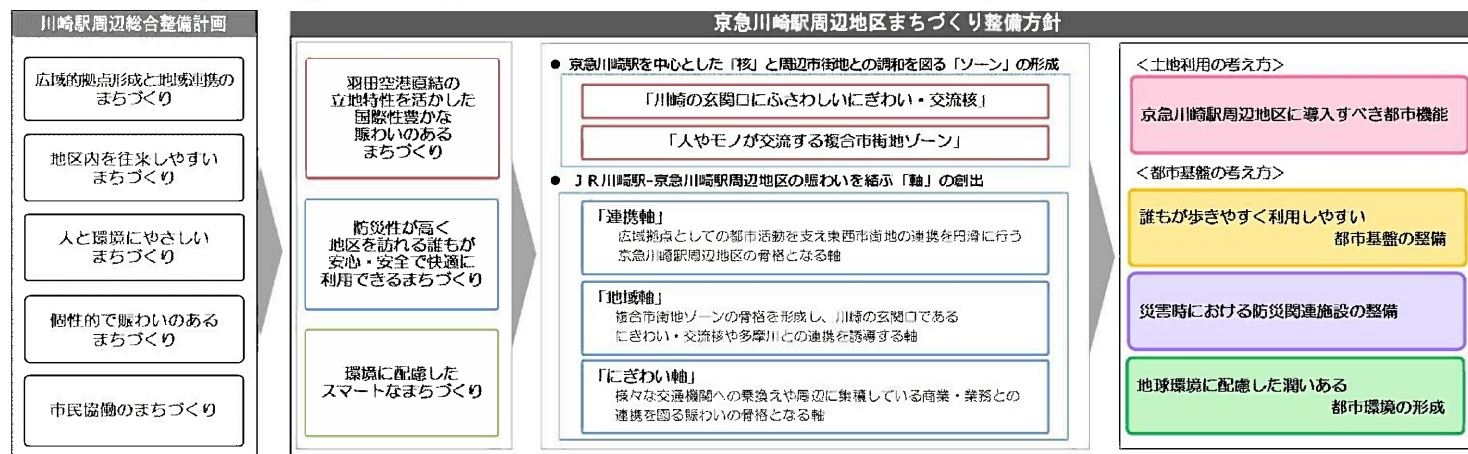 川崎駅周辺総合整備計画
広域的拠点形成と地域連携の
まちづくり
地区内を往来しやすい
まちづくり
人と環境にやさしい
まちづくり
個性的で賑わいのある
まちづくり
市民協働のまちづくり
京急川崎駅周辺地区まちづくり整備方針
羽田空港直結の
立地特性を活かした
国際性豊かな
賑わいのある
まちづくり
防災性が高く
地区を訪れる誰もが
安心・安全で快適に
利用できるまちづくり
環境に配慮した
スマートなまちづくり
● 京急川崎駅を中心とした「核」と周辺市街地との調和を図る「ゾーン」の形成
「川崎の玄関口にふさわしいにぎわい・交流核」
「人やモノが交流する複合市街地ゾーン」
● JR川崎駅-京急川崎駅周辺地区の賑わいを結ぶ「軸」の創出
「連携軸」
広域拠点としての都市活動を支え東西市街地の連携を円滑に行う
京急川崎駅周辺地区の骨格となる軸
「地域軸」
複合市街地ゾーンの骨格を形成し、川崎の玄関口である
にぎわい・交流核や多摩川との連携を誘導する軸
「にぎわい軸」
様々な交通機関への乗換えや周辺に集積している商業・業務との
連携を図る賑わいの骨格となる軸
＜土地利用の考え方＞
京急川崎駅周辺地区に導入すべき都市機能
＜都市基盤の考え方＞
誰もが歩きやすく利用しやすい
都市基盤の整備
災害時における防災関連施設の整備
地球環境に配慮した潤いある
都市環境の形成